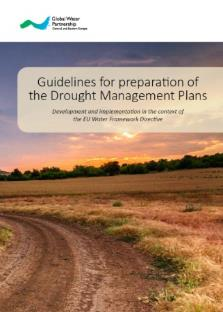 Global Water
Partnership
Central and Eastern Europe
Guidelines for preparation of
the Drought Management Plans
Development and implementation in the context of
the EU Water Framework Directive